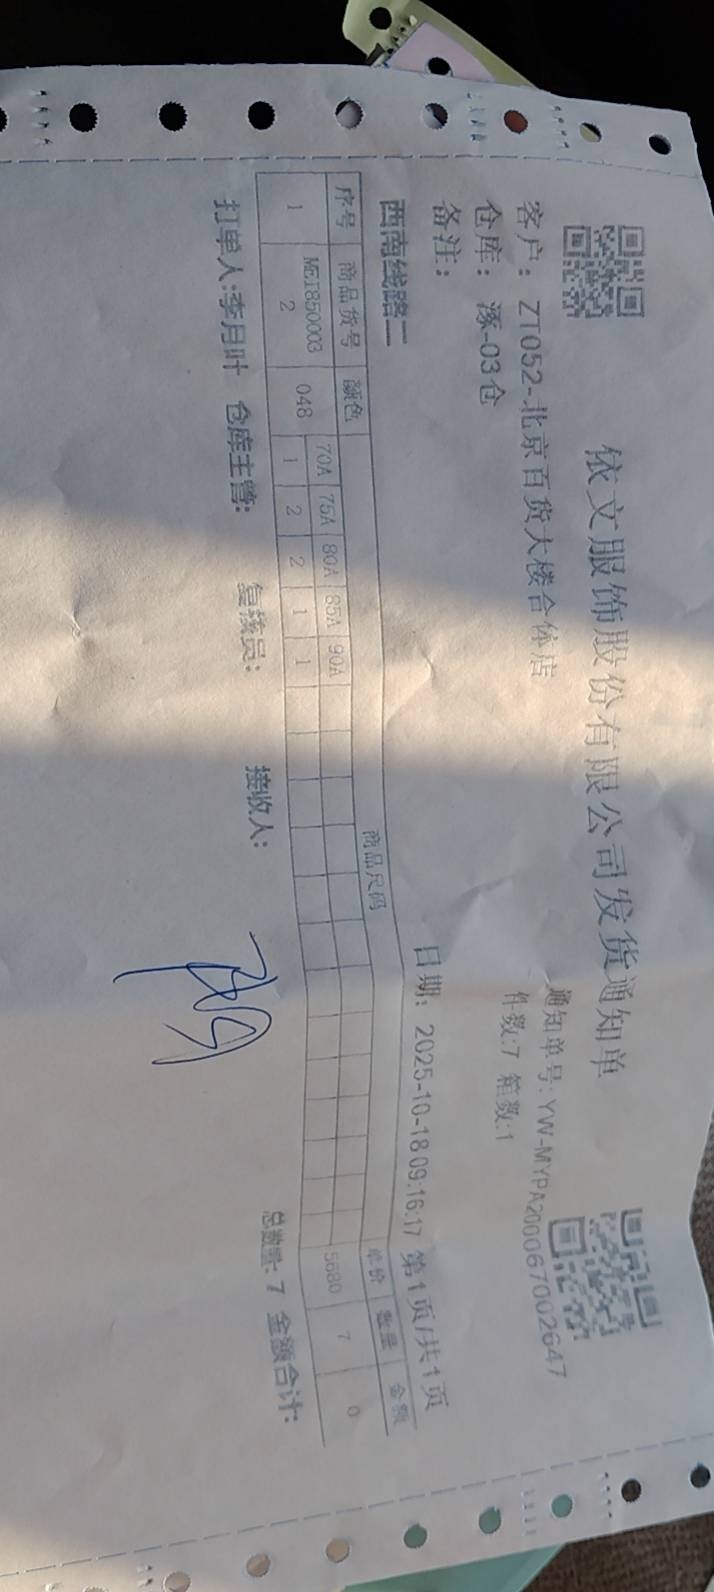 依文服饰股份有限公司发货通知单
客户：ZT052-北京百货大楼合体店
通知单号:YW-MYPA2000067002647
仓库：涿-03仓
件数:7 箱数:1
备注：
日期：2025-10-18 09:16:17 第1页/共1页
西南线路二
序号 商品货号 颜色 商品尺码 单价 数量 金额
70A 75A 80A 85A 90A
1 MEI850003 2 048 1 2 2 1 1 5680 7 0
总数量: 7 金额合计:
打单人:李月叶 仓库主管: 复核员: 接收人: